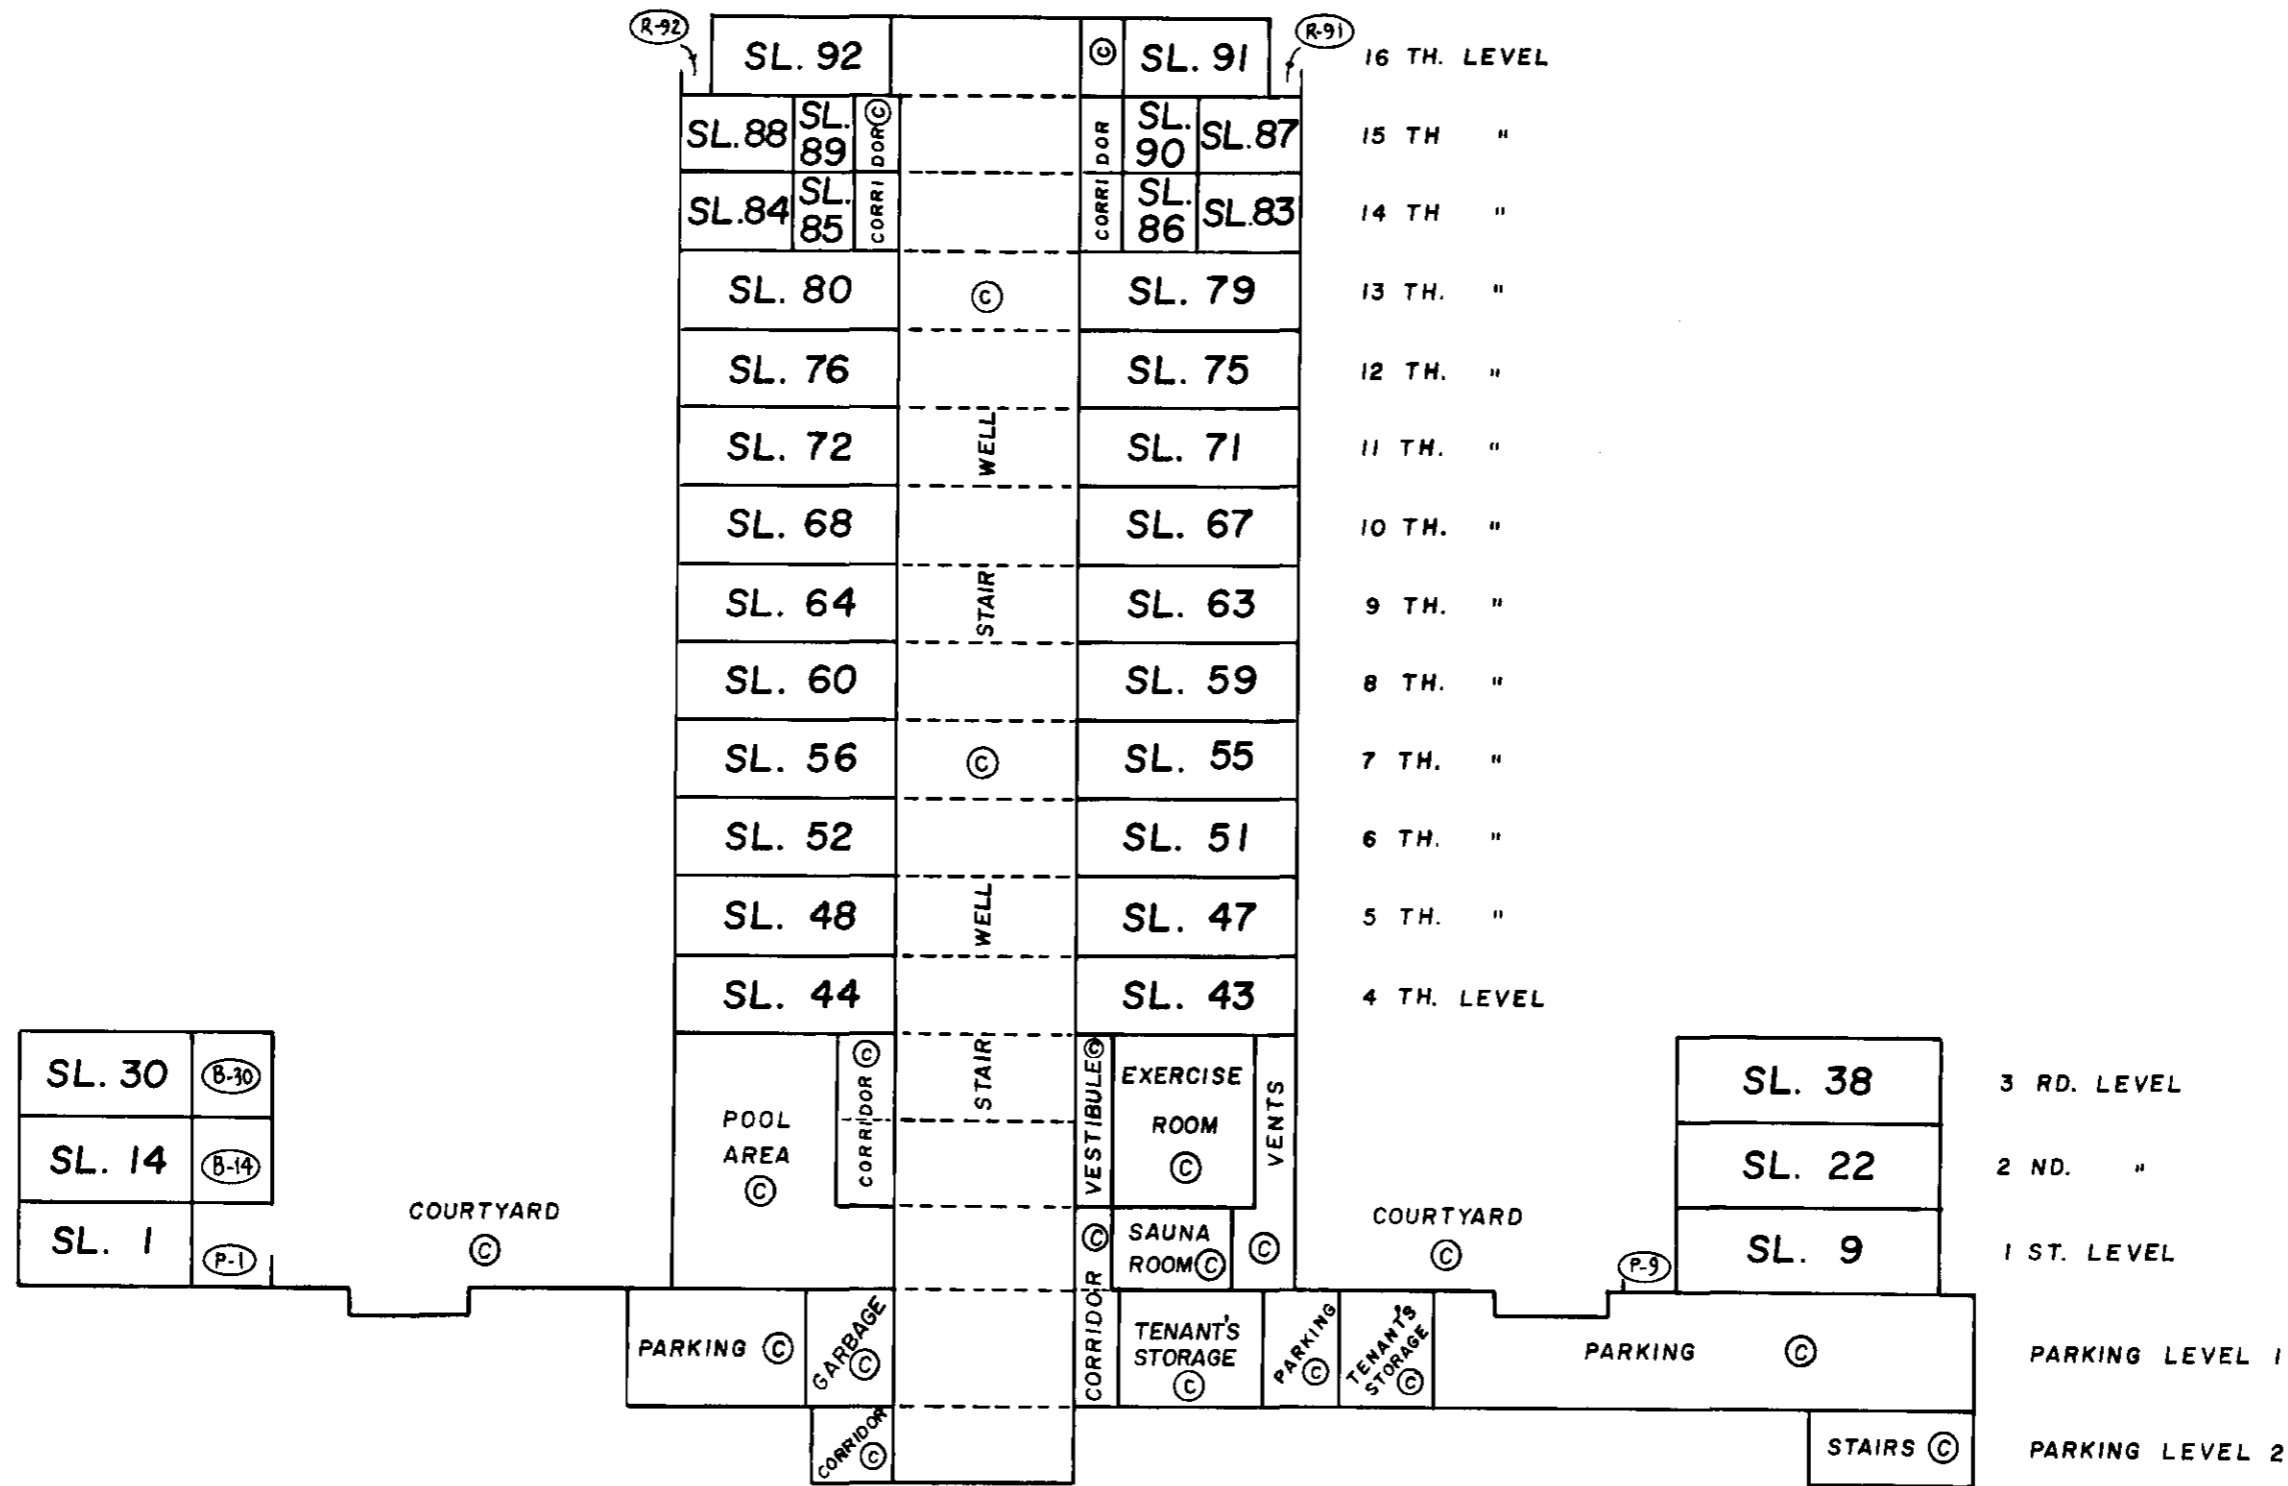 R-92 R-91
SL. 92 © SL. 91 16 TH. LEVEL
SL.88 SL. 89 © SL. 90 SL.87 15 TH "
SL.84 SL. 85 CORRIDOR CORRIDOR SL. 86 SL.83 14 TH "
SL. 80 © SL. 79 13 TH. "
SL. 76 SL. 75 12 TH. "
SL. 72 WELL SL. 71 11 TH. "
SL. 68 SL. 67 10 TH. "
SL. 64 STAIR SL. 63 9 TH. "
SL. 60 SL. 59 8 TH. "
SL. 56 © SL. 55 7 TH. "
SL. 52 SL. 51 6 TH. "
SL. 48 WELL SL. 47 5 TH. "
SL. 44 SL. 43 4 TH. LEVEL
SL. 30 B-30 CORRIDOR © STAIR VESTIBULE © EXERCISE VENTS SL. 38 3 RD. LEVEL
POOL ROOM
SL. 14 B-14 AREA © © SL. 22 2 ND. "
COURTYARD SAUNA COURTYARD
SL. 1 P-1 © CORRIDOR © ROOM © © © P-9 SL. 9 1 ST. LEVEL
PARKING © GARBAGE © TENANT'S STORAGE © PARKING © TENANT'S STORAGE © PARKING © PARKING LEVEL 1
CORRIDOR © STAIRS © PARKING LEVEL 2